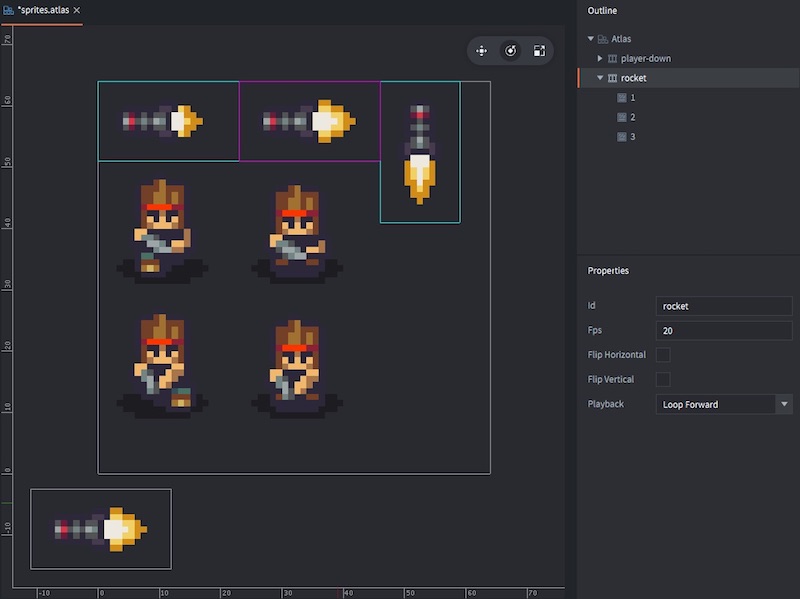 *sprites.atlas
Outline
Atlas
player-down
rocket
1
2
3
Properties
Id rocket
Fps 20
Flip Horizontal
Flip Vertical
Playback Loop Forward
70
60
50
40
30
20
10
0
-10
-10 0 10 20 30 40 50 60 70